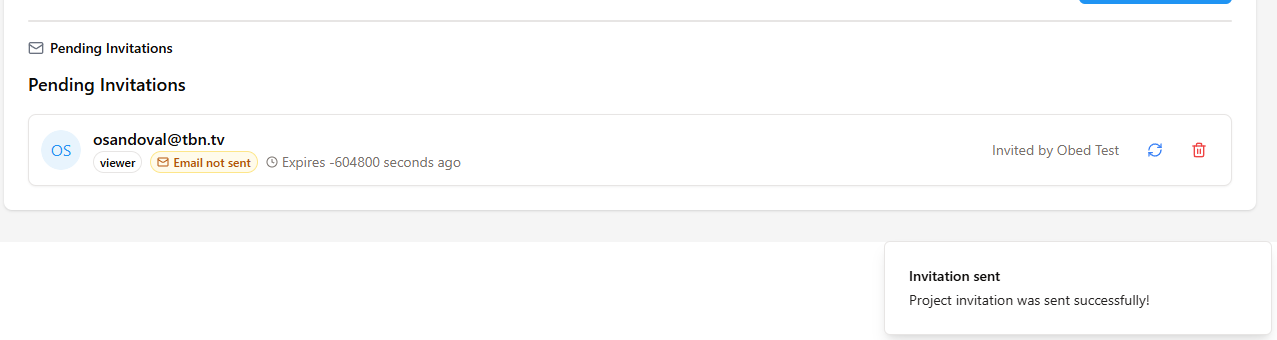 Pending Invitations
Pending Invitations
OS
osandoval@tbn.tv
viewer Email not sent Expires -604800 seconds ago
Invited by Obed Test
Invitation sent
Project invitation was sent successfully!